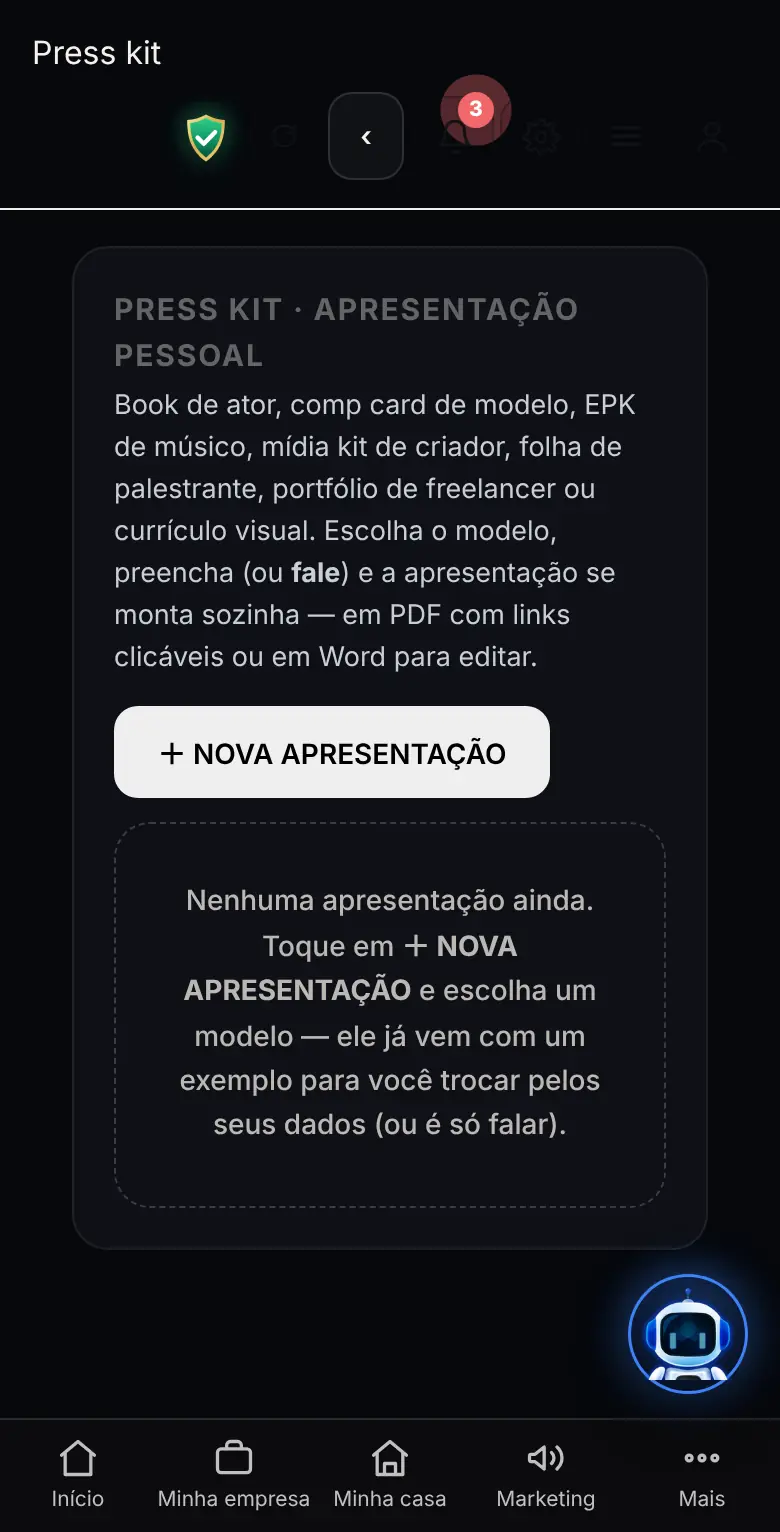 Press kit
‹
3
PRESS KIT · APRESENTAÇÃO
PESSOAL
Book de ator, comp card de modelo, EPK
de músico, mídia kit de criador, folha de
palestrante, portfólio de freelancer ou
currículo visual. Escolha o modelo,
preencha (ou fale) e a apresentação se
monta sozinha — em PDF com links
clicáveis ou em Word para editar.
＋ NOVA APRESENTAÇÃO
Nenhuma apresentação ainda.
Toque em ＋ NOVA
APRESENTAÇÃO e escolha um
modelo — ele já vem com um
exemplo para você trocar pelos
seus dados (ou é só falar).
Início
Minha empresa
Minha casa
Marketing
Mais